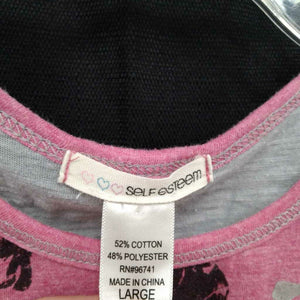 SELF ESTEEM
52% COTTON
48% POLYESTER
RN#96741
MADE IN CHINA
LARGE